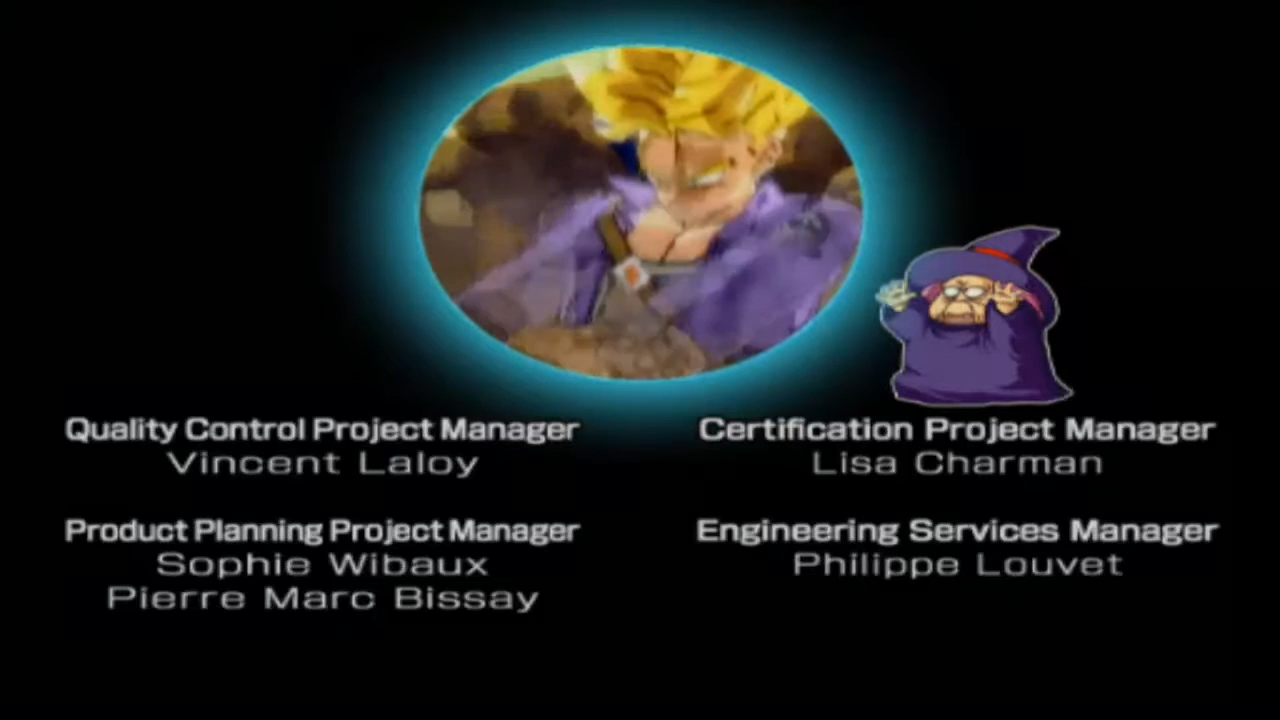 Quality Control Project Manager
Vincent Laloy
Product Planning Project Manager
Sophie Wibaux
Pierre Marc Bissay
Certification Project Manager
Lisa Charman
Engineering Services Manager
Philippe Louvet